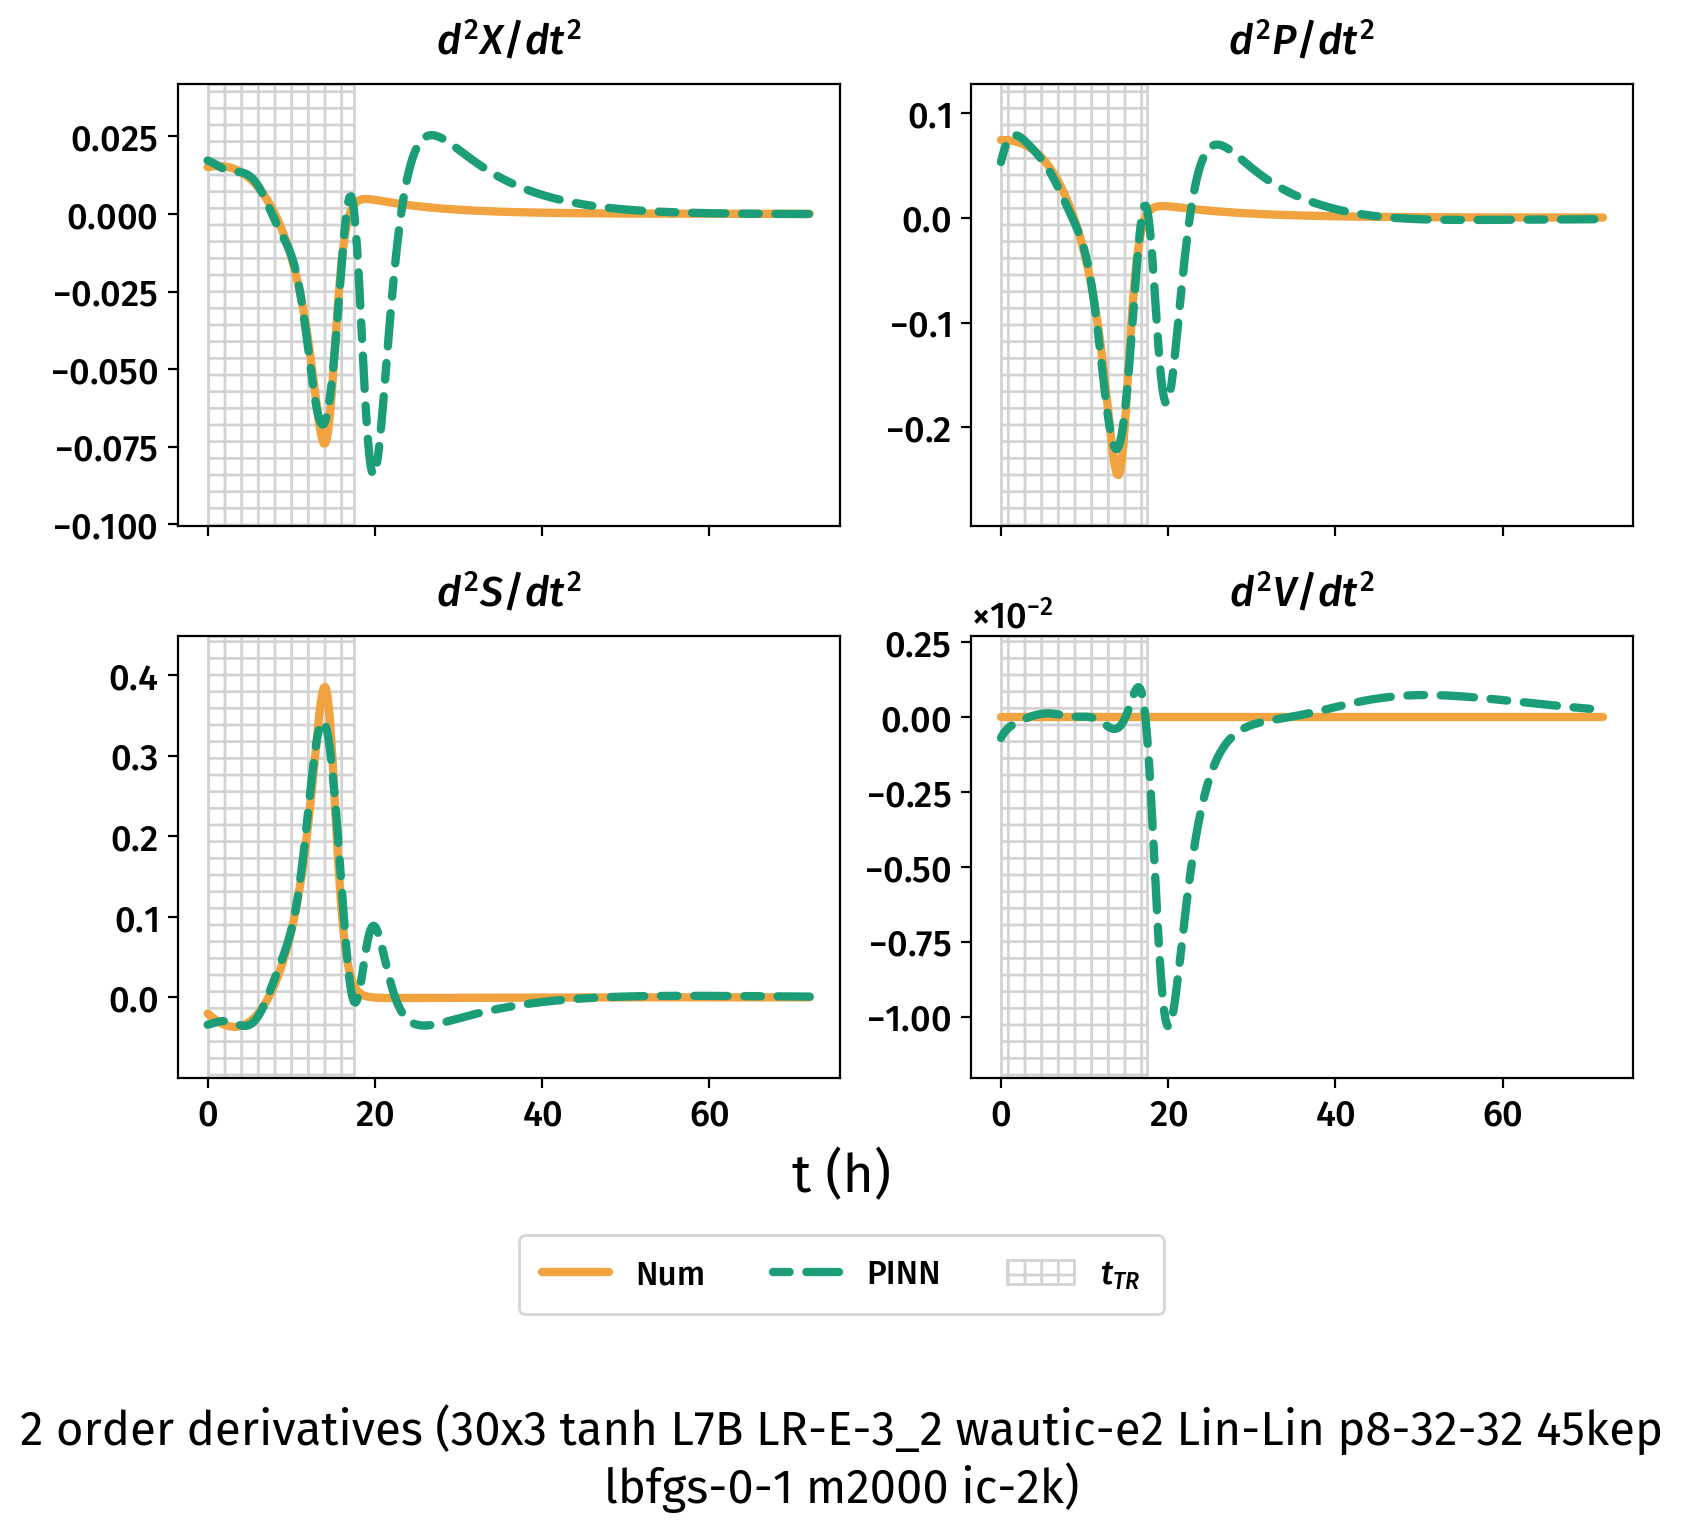 d²X/dt²
d²P/dt²
0.025
0.000
−0.025
−0.050
−0.075
−0.100
0.1
0.0
−0.1
−0.2
d²S/dt²
d²V/dt²
×10⁻²
0.4
0.3
0.2
0.1
0.0
0.25
0.00
−0.25
−0.50
−0.75
−1.00
0 20 40 60
0 20 40 60
t (h)
Num PINN t_TR
2 order derivatives (30x3 tanh L7B LR-E-3_2 wautic-e2 Lin-Lin p8-32-32 45kep
lbfgs-0-1 m2000 ic-2k)